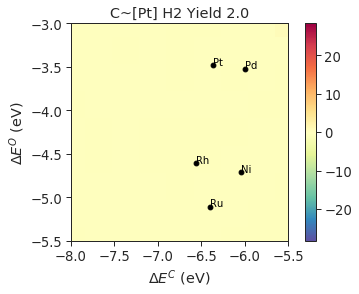 C~[Pt] H2 Yield 2.0
−3.0
−3.5
−4.0
−4.5
−5.0
−5.5
ΔE^O (eV)
Pt
Pd
Rh
Ni
Ru
−8.0 −7.5 −7.0 −6.5 −6.0 −5.5
ΔE^C (eV)
20
10
0
−10
−20